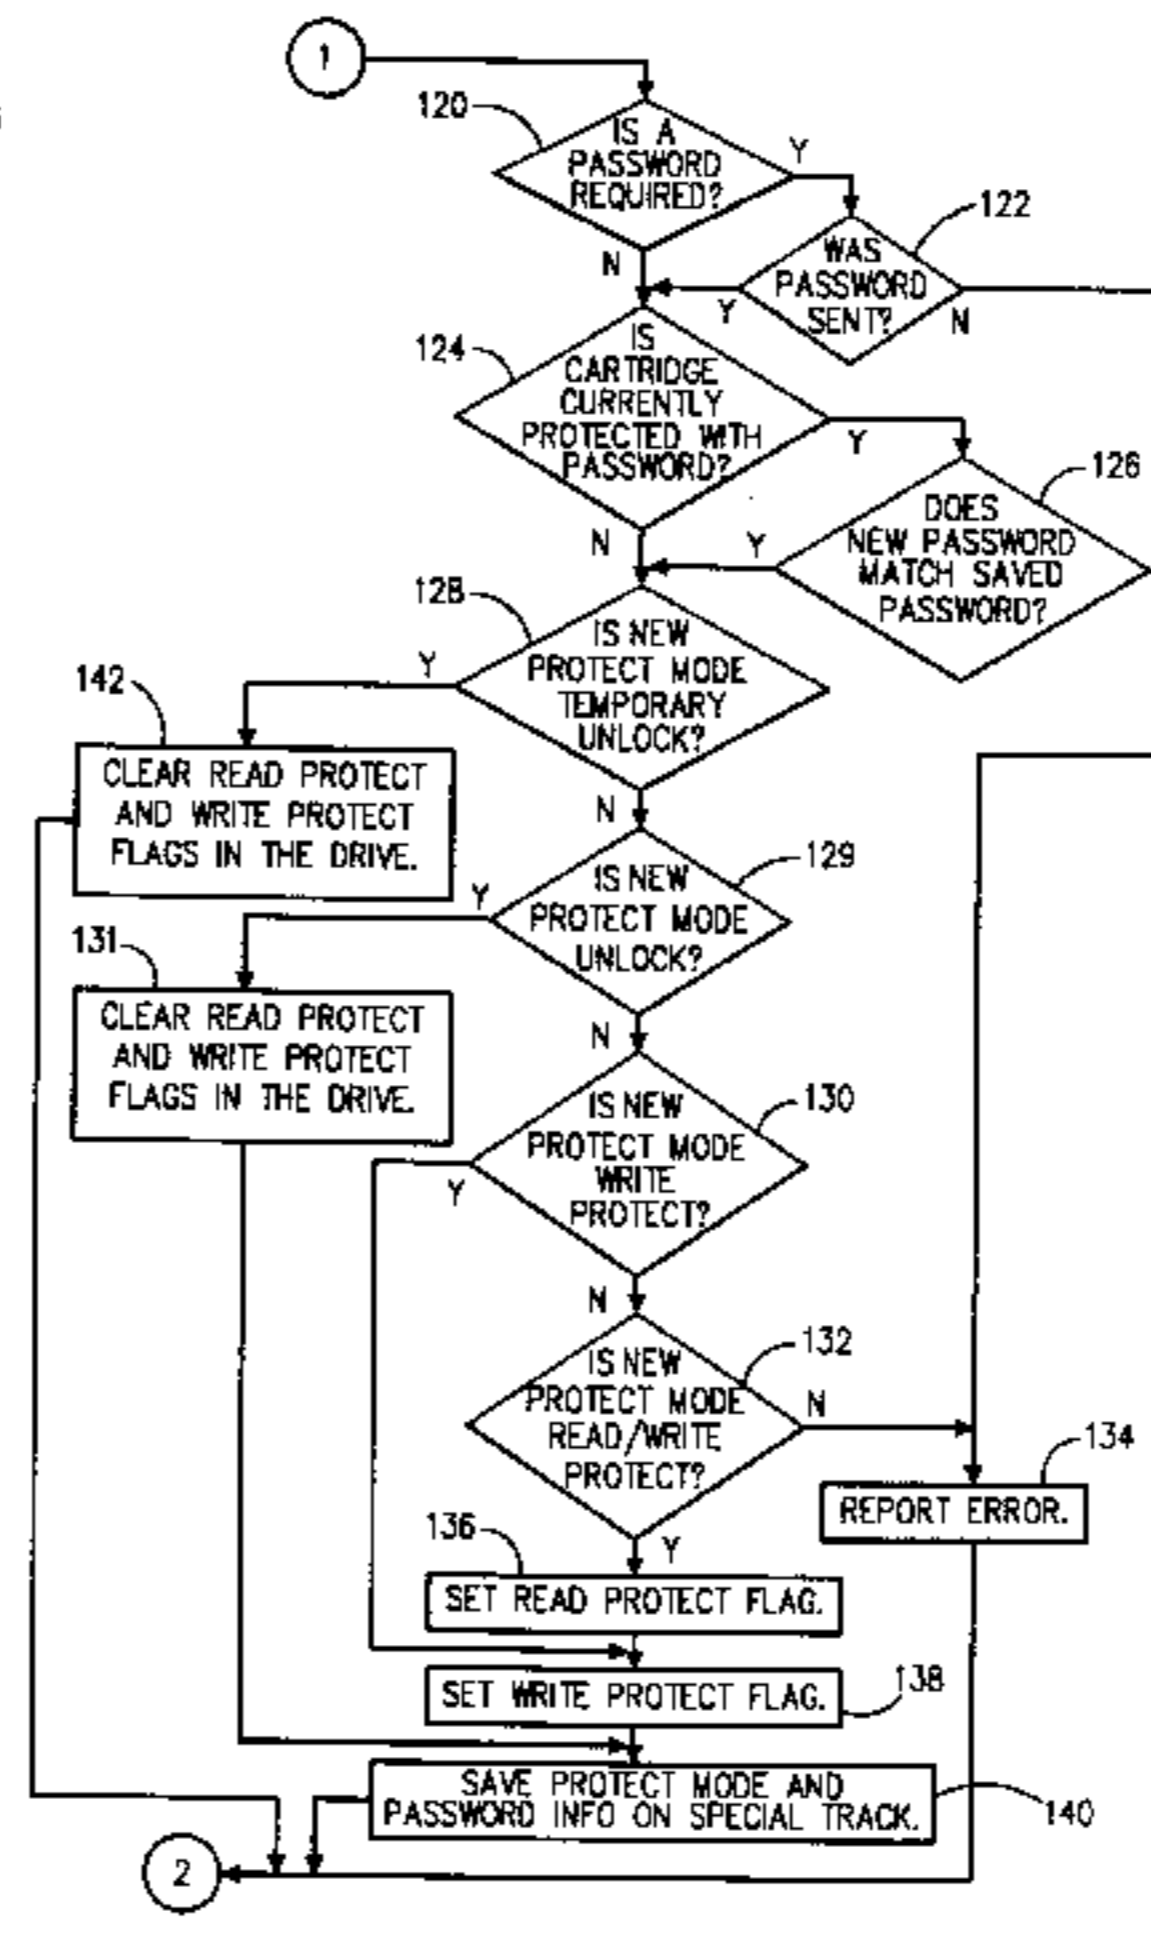 1
120
IS A
PASSWORD
REQUIRED?
Y
N
122
WAS
PASSWORD
SENT?
Y
N
124
IS
CARTRIDGE
CURRENTLY
PROTECTED WITH
PASSWORD?
Y
N
126
DOES
NEW PASSWORD
MATCH SAVED
PASSWORD?
Y
128
IS NEW
PROTECT MODE
TEMPORARY
UNLOCK?
Y
N
142
CLEAR READ PROTECT
AND WRITE PROTECT
FLAGS IN THE DRIVE.
129
IS NEW
PROTECT MODE
UNLOCK?
Y
N
131
CLEAR READ PROTECT
AND WRITE PROTECT
FLAGS IN THE DRIVE.
130
IS NEW
PROTECT MODE
WRITE
PROTECT?
Y
N
132
IS NEW
PROTECT MODE
READ/WRITE
PROTECT?
N
Y
134
REPORT ERROR.
136
SET READ PROTECT FLAG.
138
SET WRITE PROTECT FLAG.
140
SAVE PROTECT MODE AND
PASSWORD INFO ON SPECIAL TRACK.
2